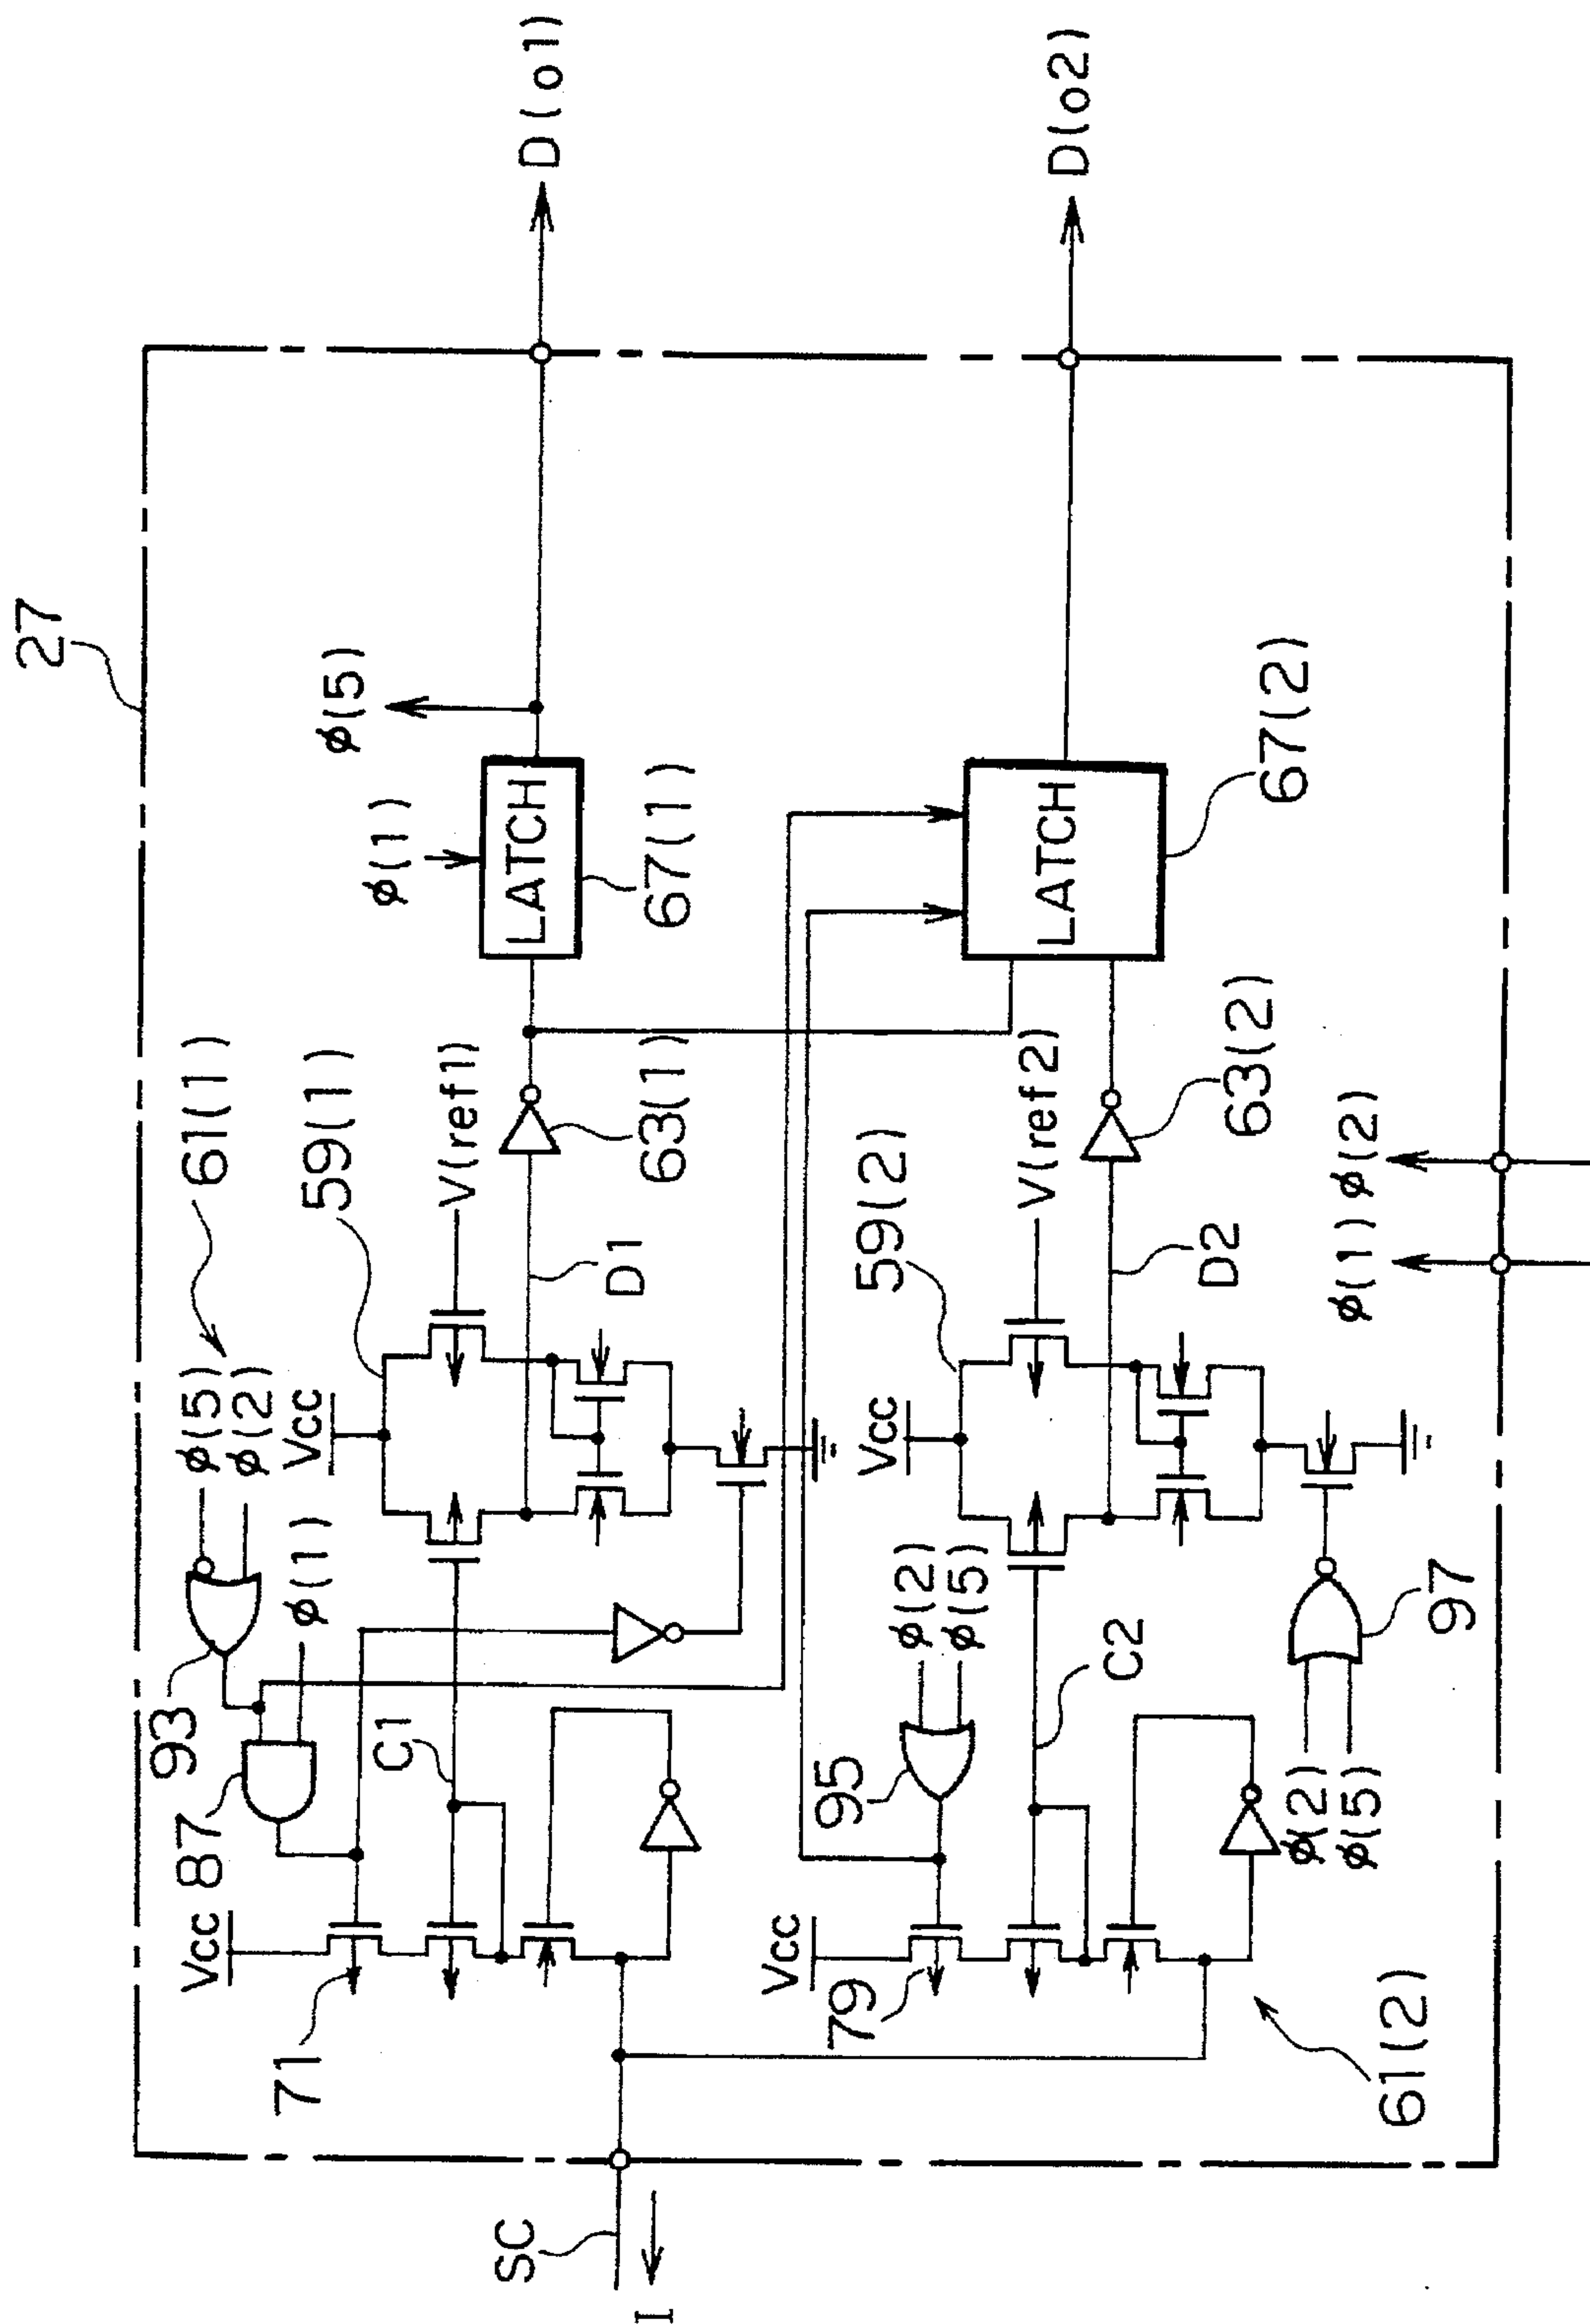 27
61(1)
φ(5)
φ(2)
93
87
φ(1)
Vcc
59(1)
V(ref1)
φ(1)
φ(5)
LATCH
67(1)
D(o1)
Vcc
71
C1
D1
63(1)
SC
I
Vcc
79
95
φ(2)
φ(5)
Vcc
59(2)
V(ref2)
LATCH
67(2)
D(o2)
C2
D2
63(2)
61(2)
φ(2)
φ(5)
97
φ(1)
φ(2)